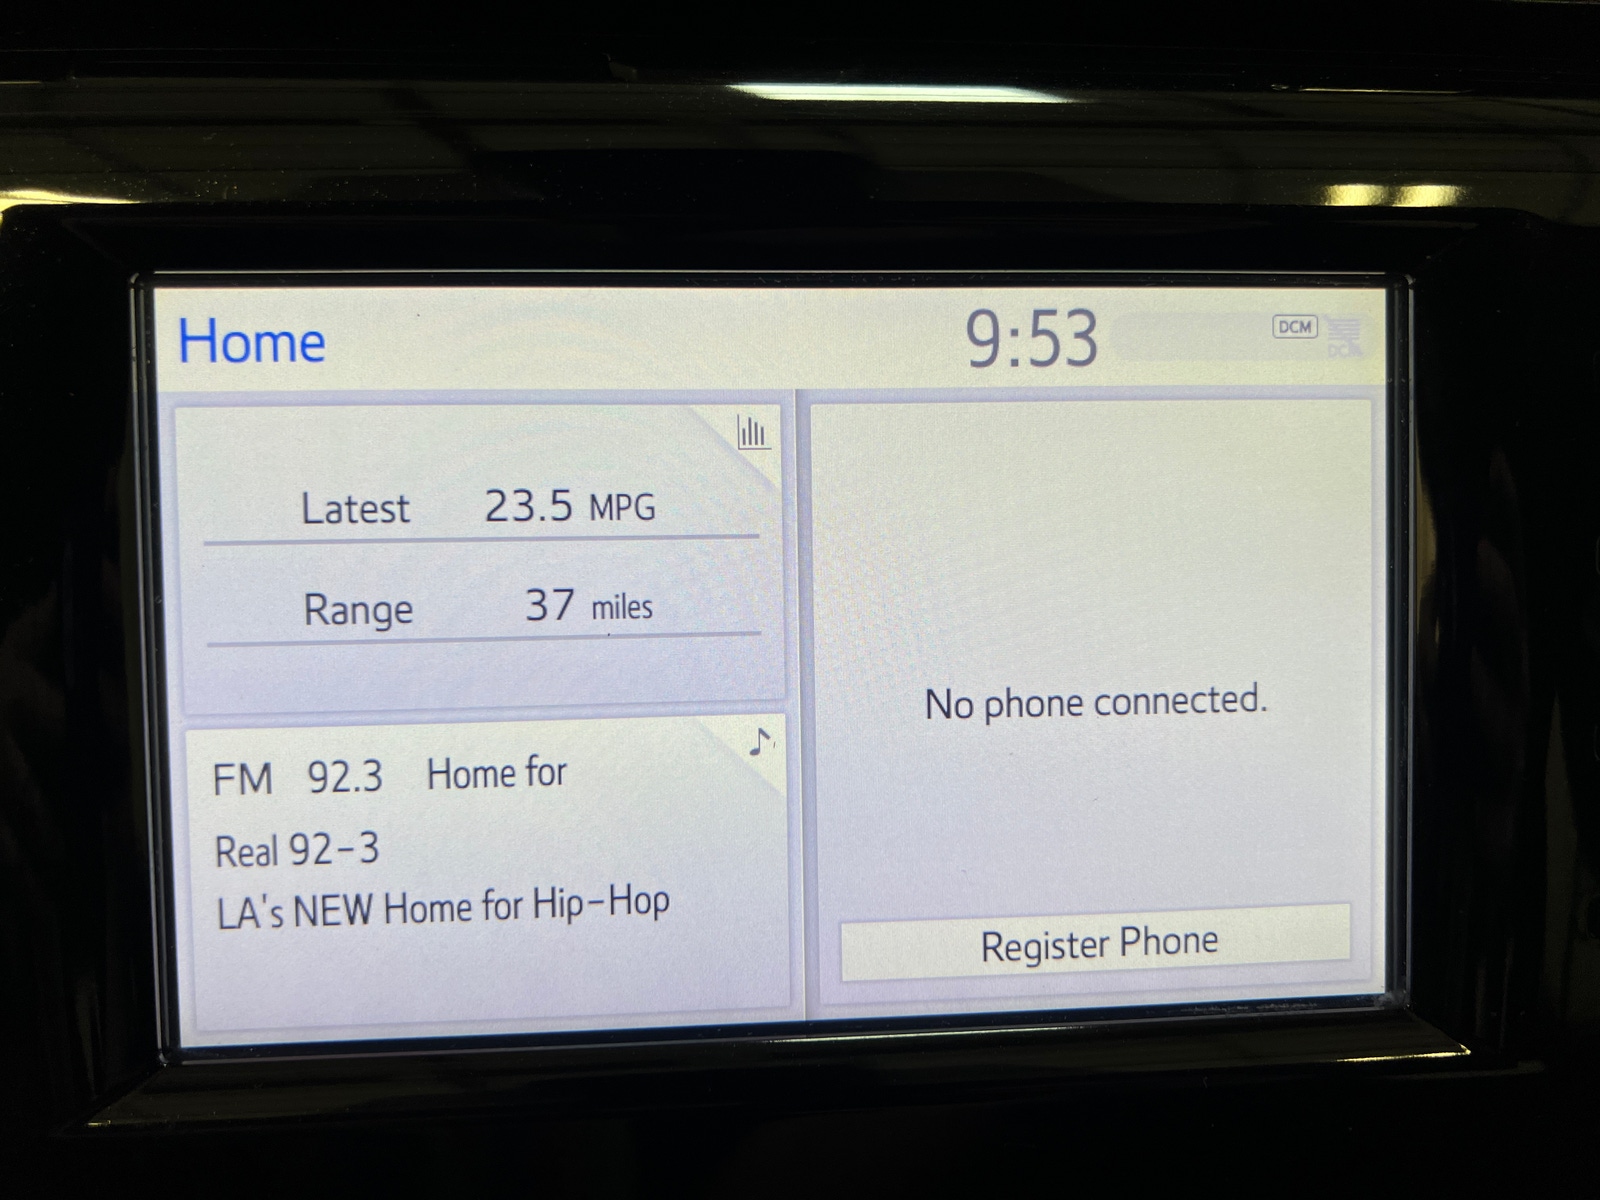 Home 9:53 DCM
Latest 23.5 MPG
Range 37 miles
FM 92.3 Home for
Real 92-3
LA's NEW Home for Hip-Hop
No phone connected.
Register Phone